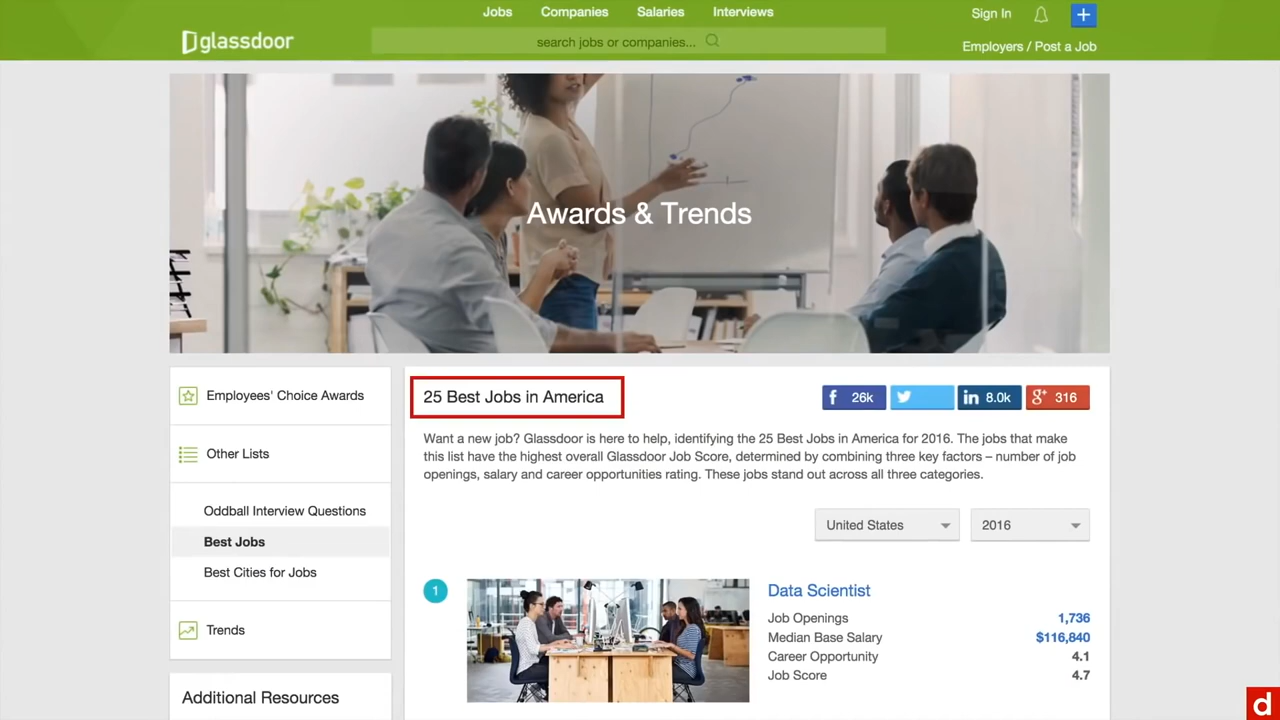 Jobs Companies Salaries Interviews
Sign In
glassdoor
search jobs or companies...
Employers / Post a Job
Awards & Trends
Employees' Choice Awards
Other Lists
Oddball Interview Questions
Best Jobs
Best Cities for Jobs
Trends
Additional Resources
25 Best Jobs in America
f 26k
in 8.0k
g+ 316
Want a new job? Glassdoor is here to help, identifying the 25 Best Jobs in America for 2016. The jobs that make
this list have the highest overall Glassdoor Job Score, determined by combining three key factors – number of job
openings, salary and career opportunities rating. These jobs stand out across all three categories.
United States
2016
1
Data Scientist
Job Openings 1,736
Median Base Salary $116,840
Career Opportunity 4.1
Job Score 4.7
d